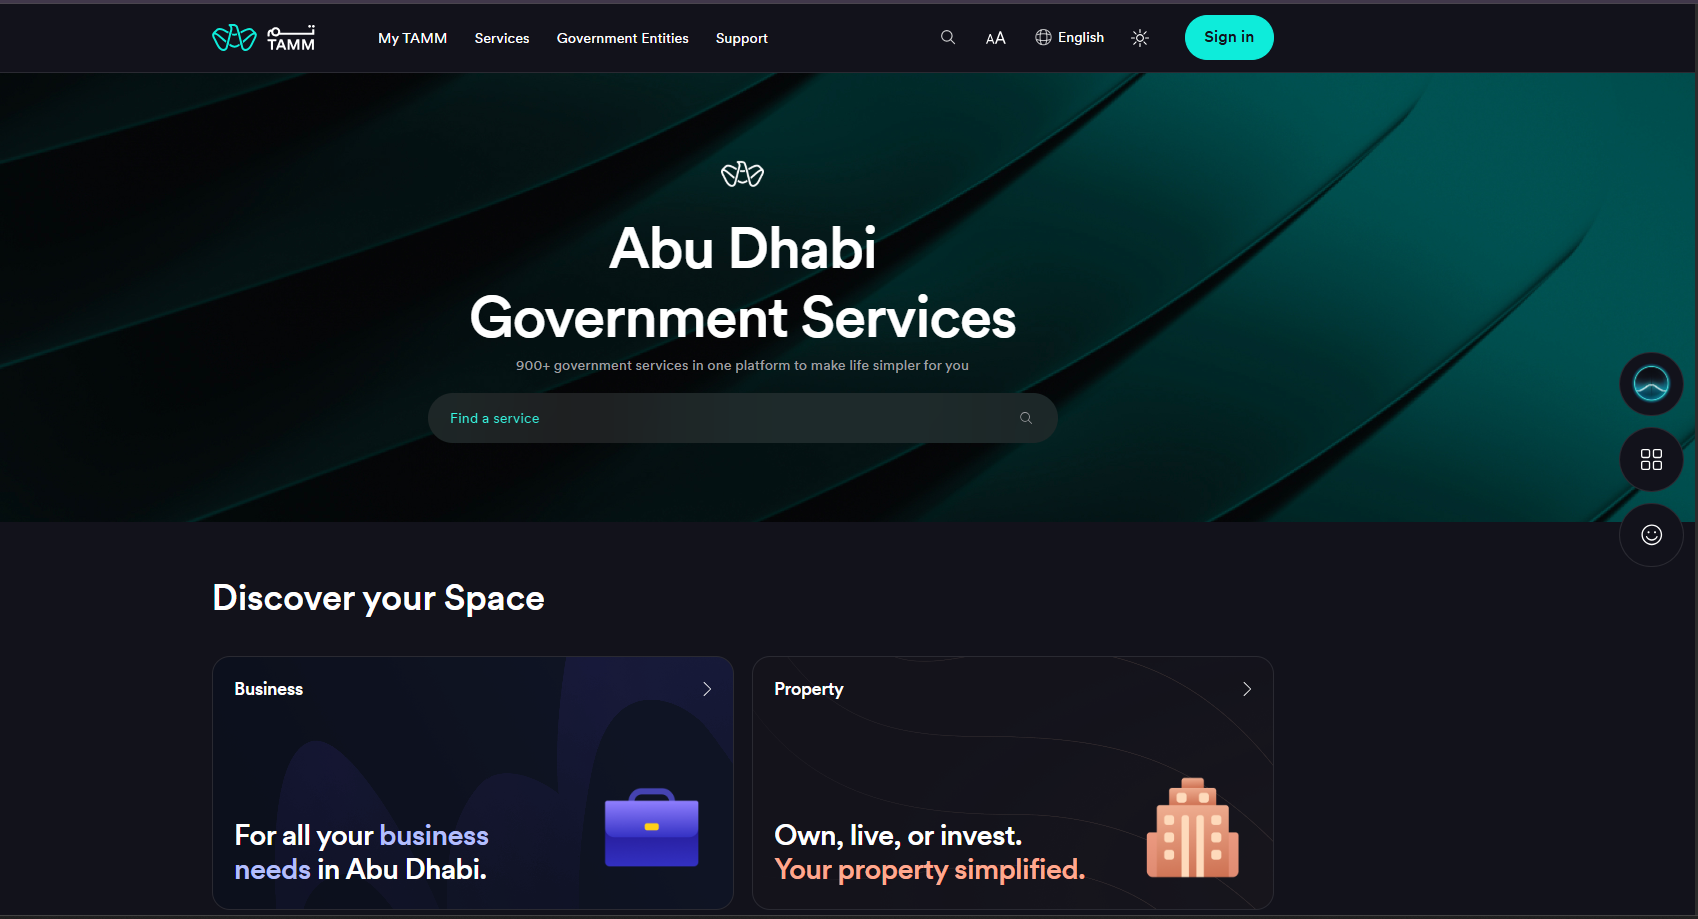 تـــم
TAMM
My TAMM
Services
Government Entities
Support
AA
English
Sign in
Abu Dhabi
Government Services
900+ government services in one platform to make life simpler for you
Find a service
Discover your Space
Business
For all your business
needs in Abu Dhabi.
Property
Own, live, or invest.
Your property simplified.